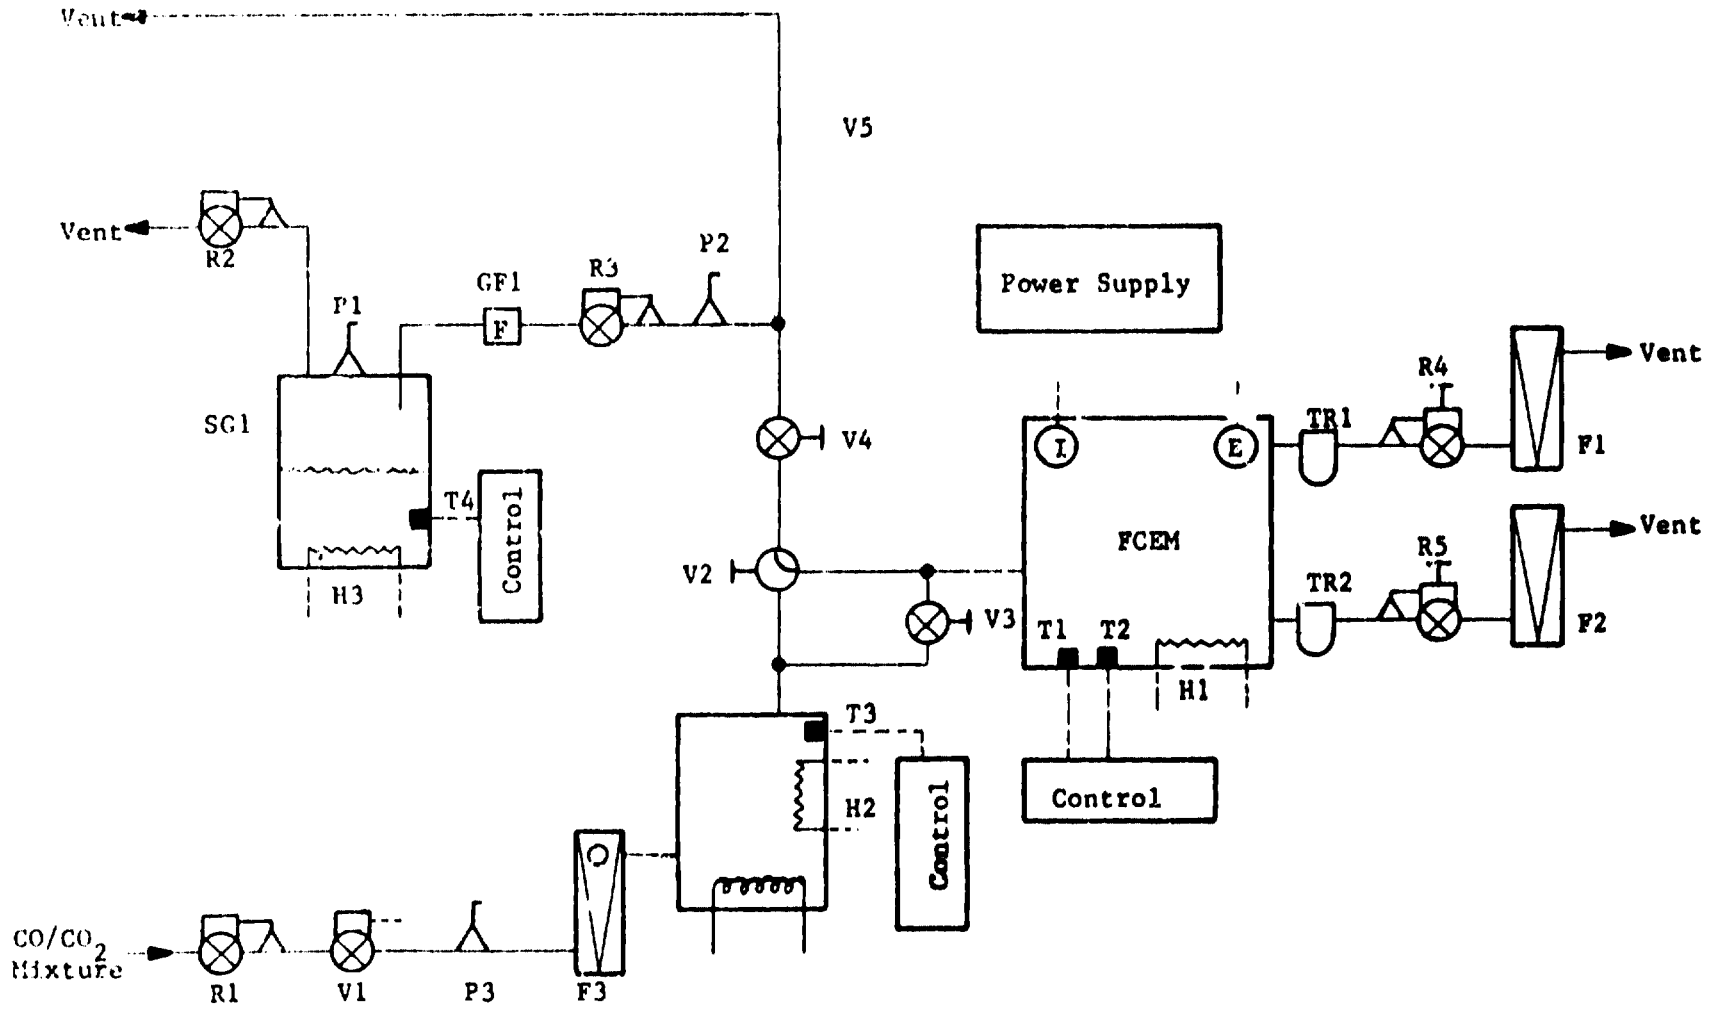 Vent
V5
Vent
R2
P1
GF1
F
R3
P2
Power Supply
SG1
V4
T4
Control
H3
V2
V3
I
E
FCEM
T1
T2
H1
Control
TR1
R4
F1
Vent
TR2
R5
F2
Vent
T3
H2
Control
CO/CO2
Mixture
R1
V1
P3
F3